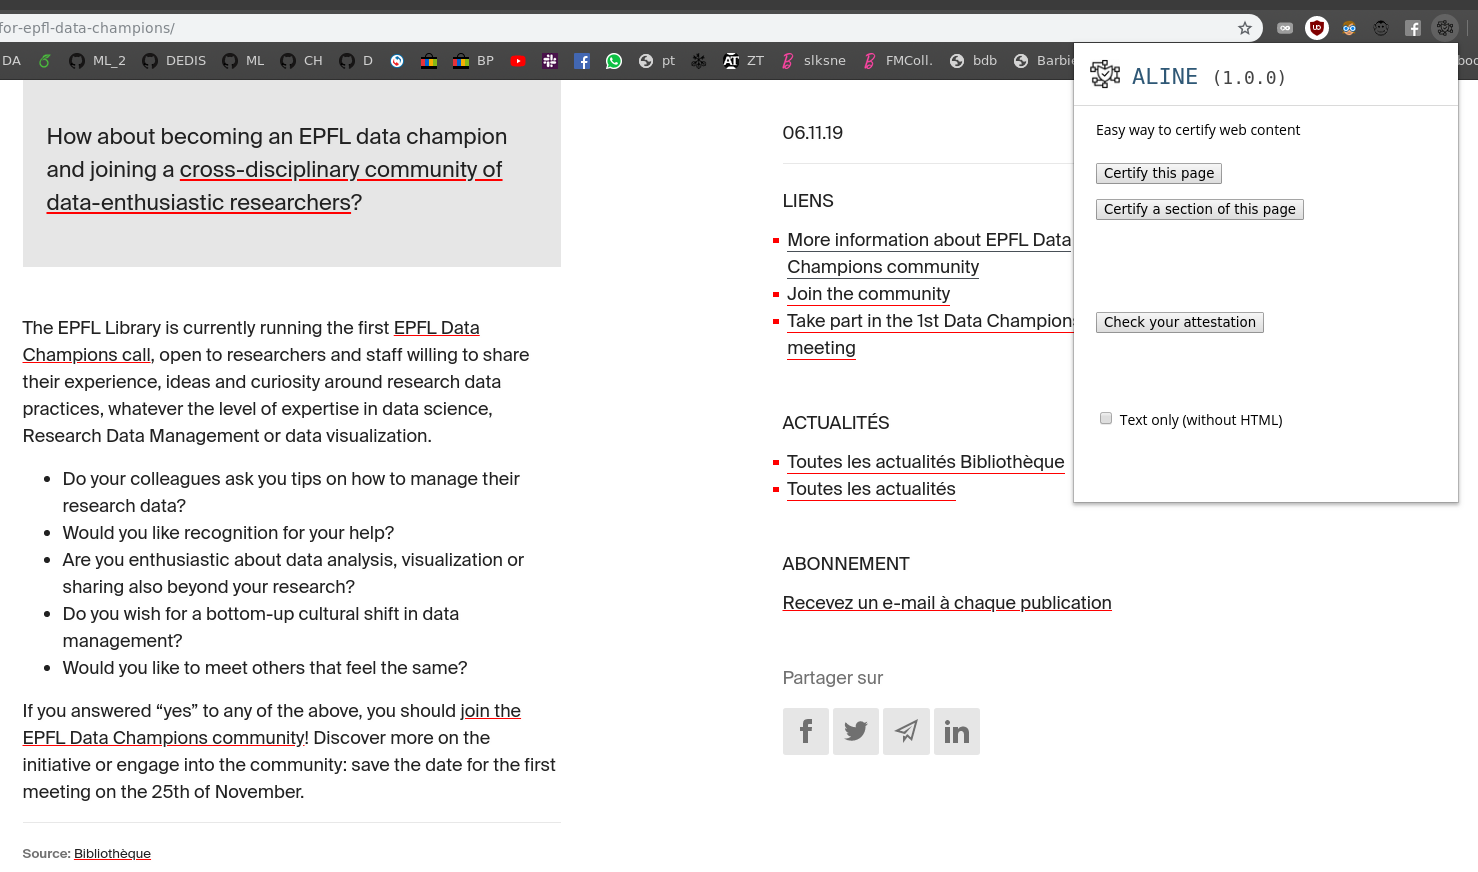 for-epfl-data-champions/
DA ML_2 DEDIS ML CH D BP pt ZT slksne FMColl. bdb Barbie boo
ALINE (1.0.0)
Easy way to certify web content
Certify this page
Certify a section of this page
Check your attestation
Text only (without HTML)
How about becoming an EPFL data champion
and joining a cross-disciplinary community of
data-enthusiastic researchers?
The EPFL Library is currently running the first EPFL Data
Champions call, open to researchers and staff willing to share
their experience, ideas and curiosity around research data
practices, whatever the level of expertise in data science,
Research Data Management or data visualization.
Do your colleagues ask you tips on how to manage their
research data?
Would you like recognition for your help?
Are you enthusiastic about data analysis, visualization or
sharing also beyond your research?
Do you wish for a bottom-up cultural shift in data
management?
Would you like to meet others that feel the same?
If you answered “yes” to any of the above, you should join the
EPFL Data Champions community! Discover more on the
initiative or engage into the community: save the date for the first
meeting on the 25th of November.
Source: Bibliothèque
06.11.19
LIENS
More information about EPFL Data
Champions community
Join the community
Take part in the 1st Data Champions
meeting
ACTUALITÉS
Toutes les actualités Bibliothèque
Toutes les actualités
ABONNEMENT
Recevez un e-mail à chaque publication
Partager sur